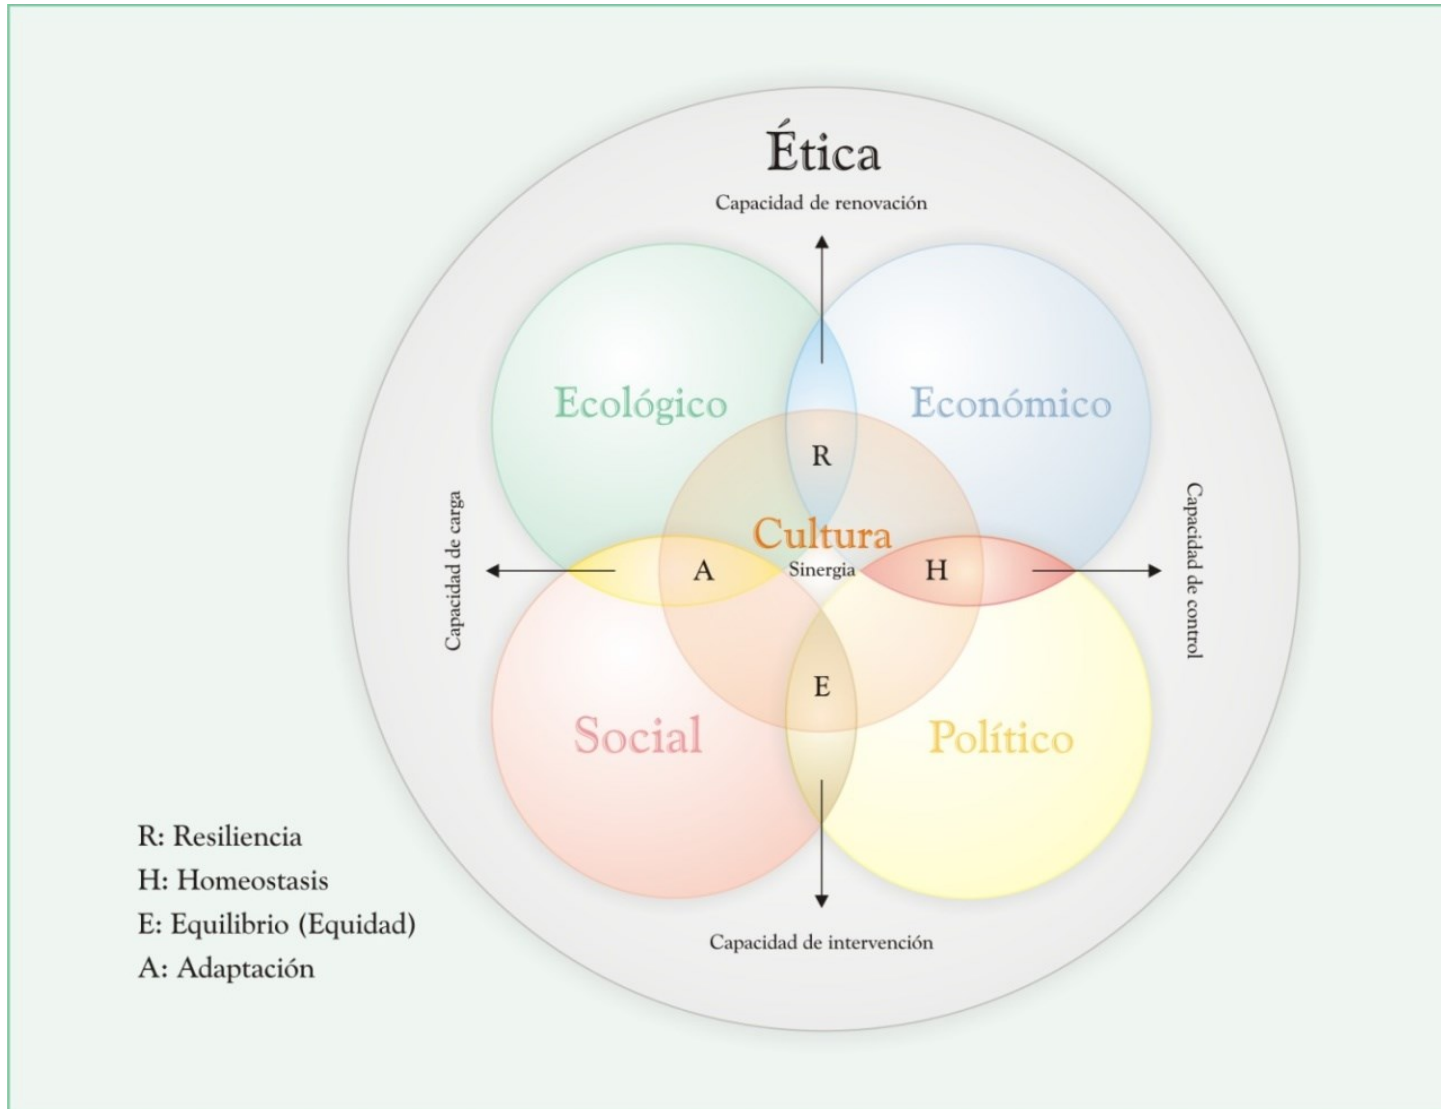 Ética
Capacidad de renovación
Ecológico
Económico
R
Capacidad de carga
Capacidad de control
Cultura
Sinergia
A
H
E
Social
Político
Capacidad de intervención
R: Resiliencia
H: Homeostasis
E: Equilibrio (Equidad)
A: Adaptación